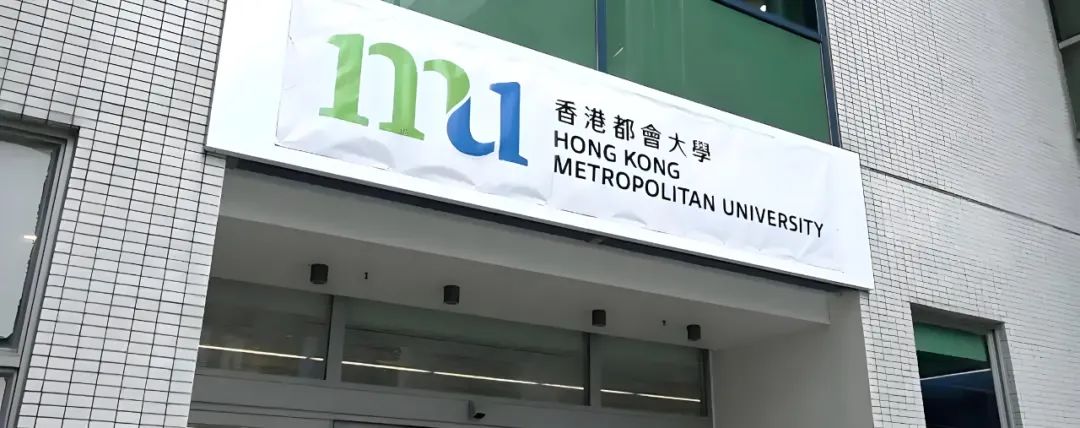 mu
香港都會大學
HONG KONG
METROPOLITAN UNIVERSITY